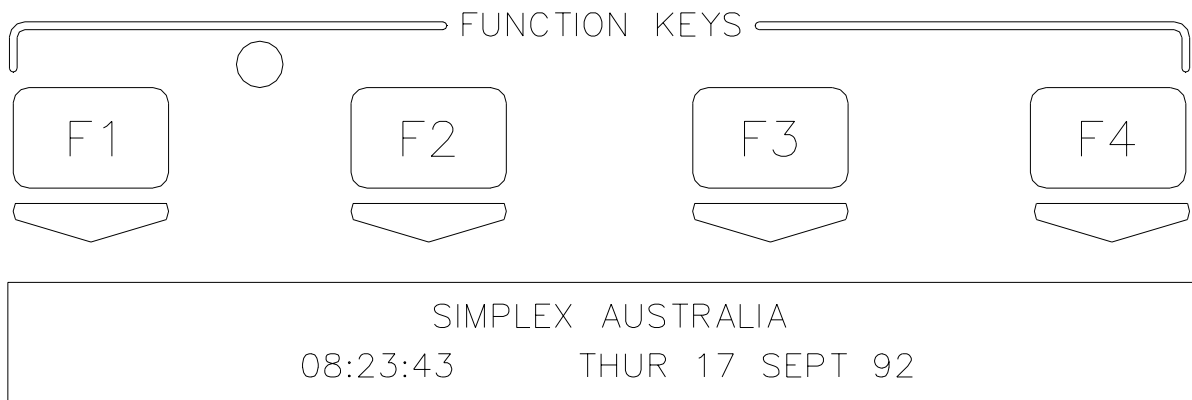 FUNCTION KEYS
F1 F2 F3 F4
SIMPLEX AUSTRALIA
08:23:43 THUR 17 SEPT 92